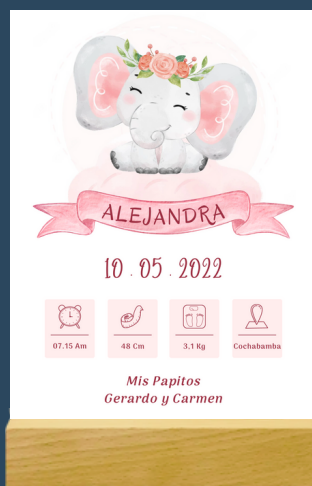 ALEJANDRA
10 . 05 . 2022
07.15 Am
48 Cm
3,1 Kg
Cochabamba
Mis Papitos
Gerardo y Carmen